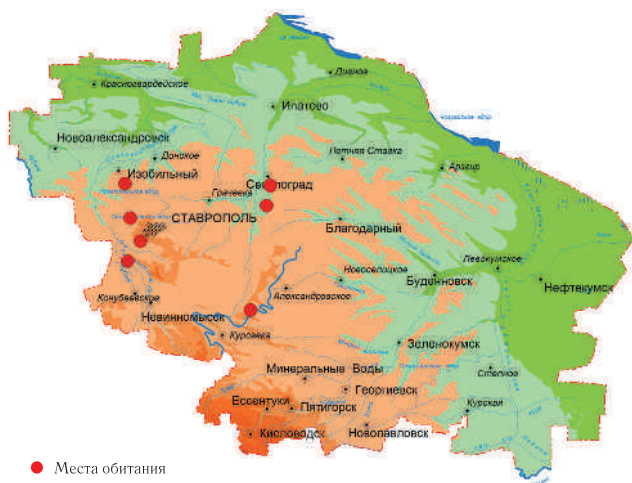 Дивное
Красногвардейское
Ипатово
Новоалександровск
Донское
Летняя Ставка
Арзгир
Изобильный
Грачевка
СТАВРОПОЛЬ
Благодарный
Левокумское
Новоселицкое
Буденновск
Нефтекумск
Александровское
Кочубеевское
Невинномысск
Курсавка
Зеленокумск
Минеральные Воды
Степное
Георгиевск
Ессентуки
Пятигорск
Курская
Кисловодск
Новопавловск
Места обитания